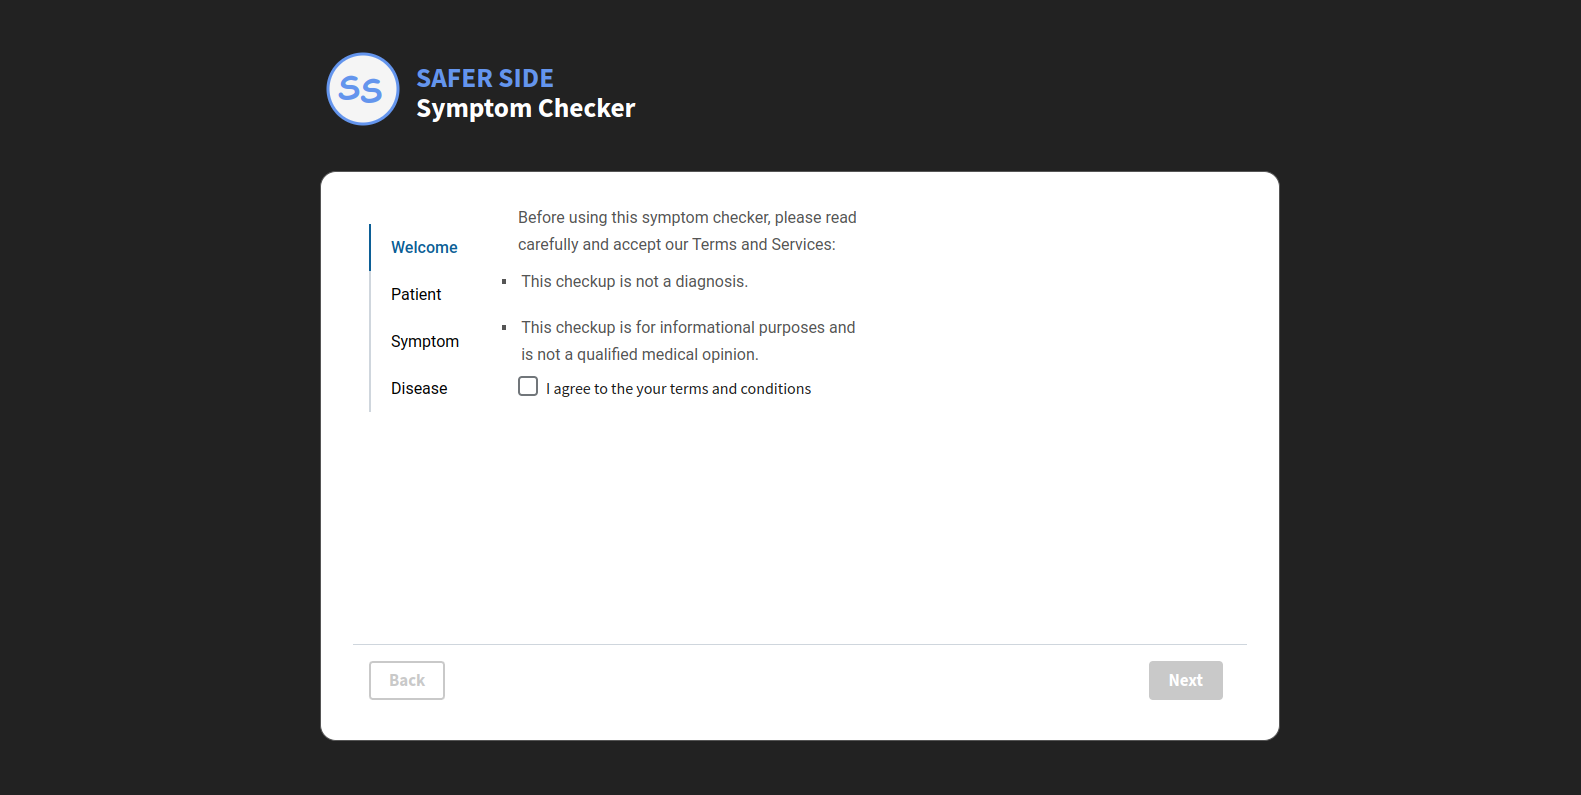 SS
SAFER SIDE
Symptom Checker
Welcome
Patient
Symptom
Disease
Before using this symptom checker, please read
carefully and accept our Terms and Services:
This checkup is not a diagnosis.
This checkup is for informational purposes and
is not a qualified medical opinion.
I agree to the your terms and conditions
Back
Next